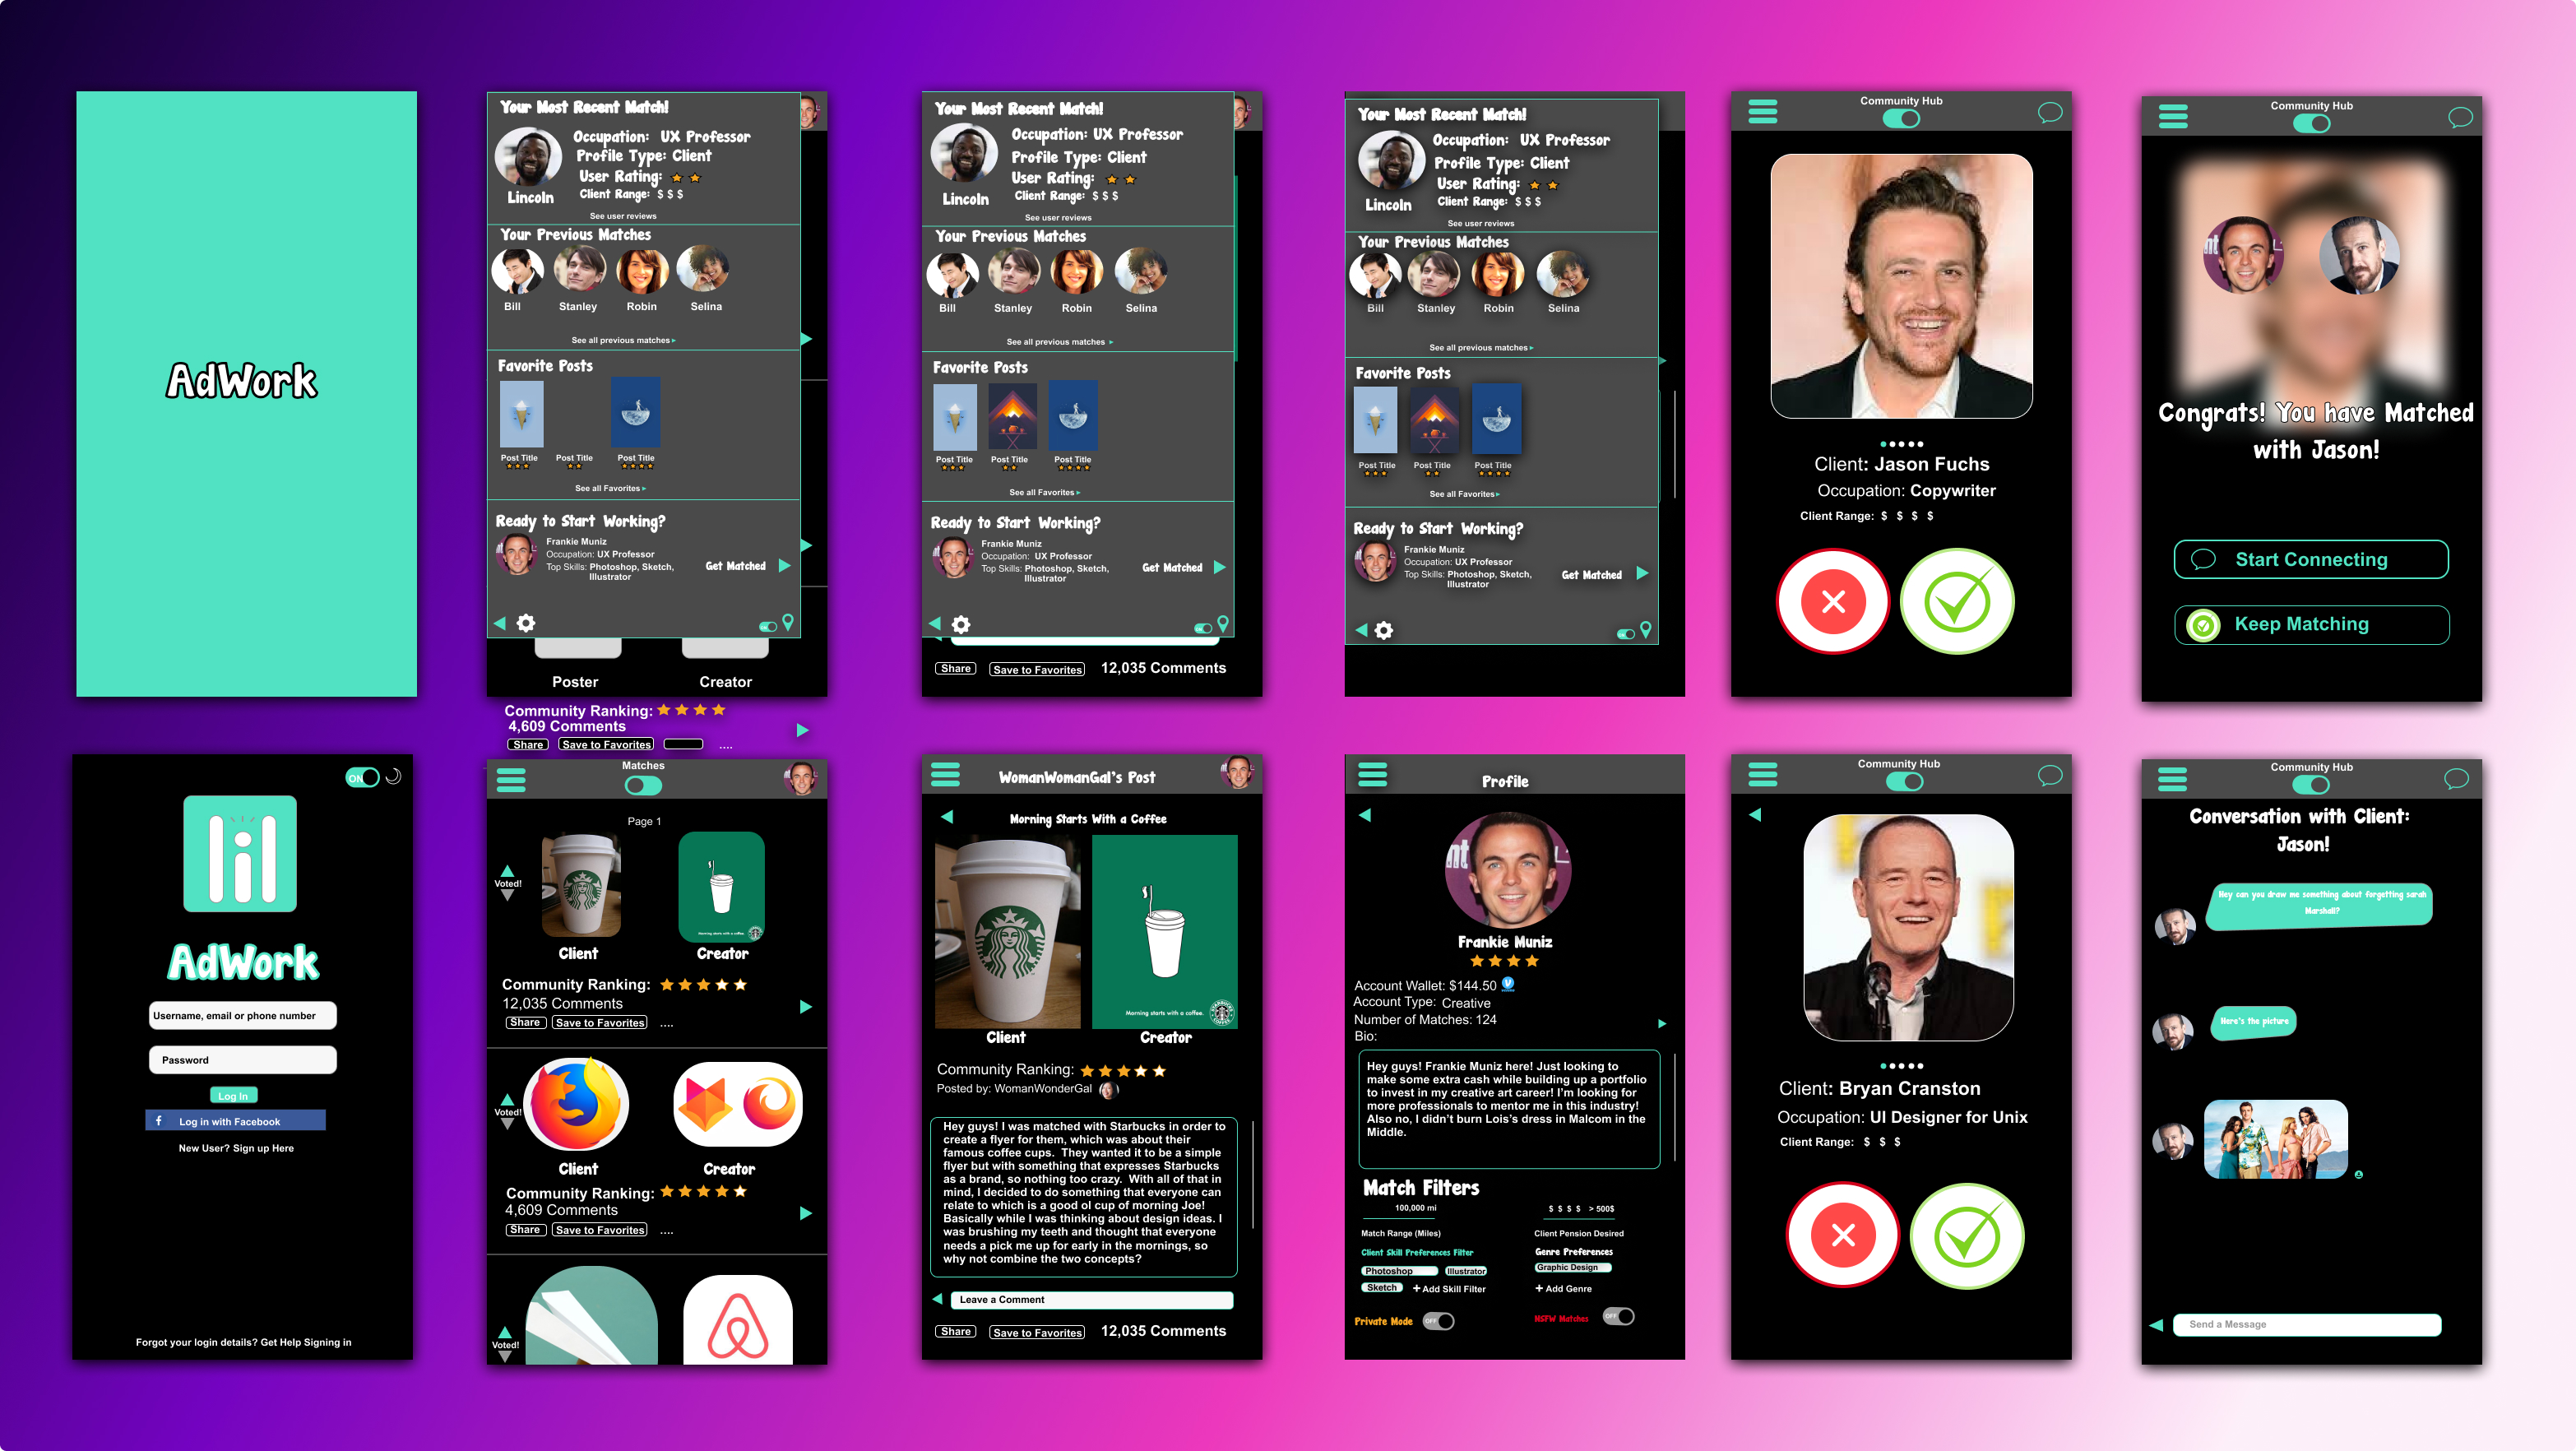 AdWork
Your Most Recent Match!
Occupation: UX Professor
Profile Type: Client
User Rating:
Client Range: $ $ $
Lincoln
See user reviews
Your Previous Matches
Bill Stanley Robin Selina
See all previous matches
Favorite Posts
Post Title Post Title Post Title
See all Favorites
Ready to Start Working?
Frankie Muniz
Occupation: UX Professor
Top Skills: Photoshop, Sketch,
Illustrator
Get Matched
Poster Creator
Community Ranking:
4,609 Comments
Share Save to Favorites ....
Your Most Recent Match!
Occupation: UX Professor
Profile Type: Client
User Rating:
Client Range: $ $ $
Lincoln
See user reviews
Your Previous Matches
Bill Stanley Robin Selina
See all previous matches
Favorite Posts
Post Title Post Title Post Title
See all Favorites
Ready to Start Working?
Frankie Muniz
Occupation: UX Professor
Top Skills: Photoshop, Sketch,
Illustrator
Get Matched
Share Save to Favorites 12,035 Comments
Your Most Recent Match!
Occupation: UX Professor
Profile Type: Client
User Rating:
Client Range: $ $ $
Lincoln
See user reviews
Your Previous Matches
Bill Stanley Robin Selina
See all previous matches
Favorite Posts
Post Title Post Title Post Title
See all Favorites
Ready to Start Working?
Frankie Muniz
Occupation: UX Professor
Top Skills: Photoshop, Sketch,
Illustrator
Get Matched
Community Hub
Client: Jason Fuchs
Occupation: Copywriter
Client Range: $ $ $ $
Community Hub
Congrats! You have Matched
with Jason!
Start Connecting
Keep Matching
ON
AdWork
Username, email or phone number
Password
Log In
f Log in with Facebook
New User? Sign up Here
Forgot your login details? Get Help Signing in
Matches
Page 1
Voted!
Morning starts with a coffee.
Client Creator
Community Ranking:
12,035 Comments
Share Save to Favorites ....
Voted!
Client Creator
Community Ranking:
4,609 Comments
Share Save to Favorites ....
Voted!
WomanWomanGal's Post
Morning Starts With a Coffee
Morning starts with a coffee.
Client Creator
Community Ranking:
Posted by: WomanWonderGal
Hey guys! I was matched with Starbucks in order to
create a flyer for them, which was about their
famous coffee cups. They wanted it to be a simple
flyer but with something that expresses Starbucks
as a brand, so nothing too crazy. With all of that in
mind, I decided to do something that everyone can
relate to which is a good ol cup of morning Joe!
Basically while I was thinking about design ideas. I
was brushing my teeth and thought that everyone
needs a pick me up for early in the mornings, so
why not combine the two concepts?
Leave a Comment
Share Save to Favorites 12,035 Comments
Profile
Frankie Muniz
Account Wallet: $144.50
Account Type: Creative
Number of Matches: 124
Bio:
Hey guys! Frankie Muniz here! Just looking to
make some extra cash while building up a portfolio
to invest in my creative art career! I'm looking for
more professionals to mentor me in this industry!
Also no, I didn't burn Lois's dress in Malcom in the
Middle.
Match Filters
100,000 mi $ $ $ $ > 500$
Match Range (Miles) Client Pension Desired
Client Skill Preferences Filter Genre Preferences
Photoshop Illustrator Graphic Design
Sketch + Add Skill Filter + Add Genre
Private Mode OFF NSFW Matches OFF
Community Hub
Client: Bryan Cranston
Occupation: UI Designer for Unix
Client Range: $ $ $
Community Hub
Conversation with Client:
Jason!
Hey can you draw me something about forgetting sarah
Marshall?
Here's the picture
Send a Message